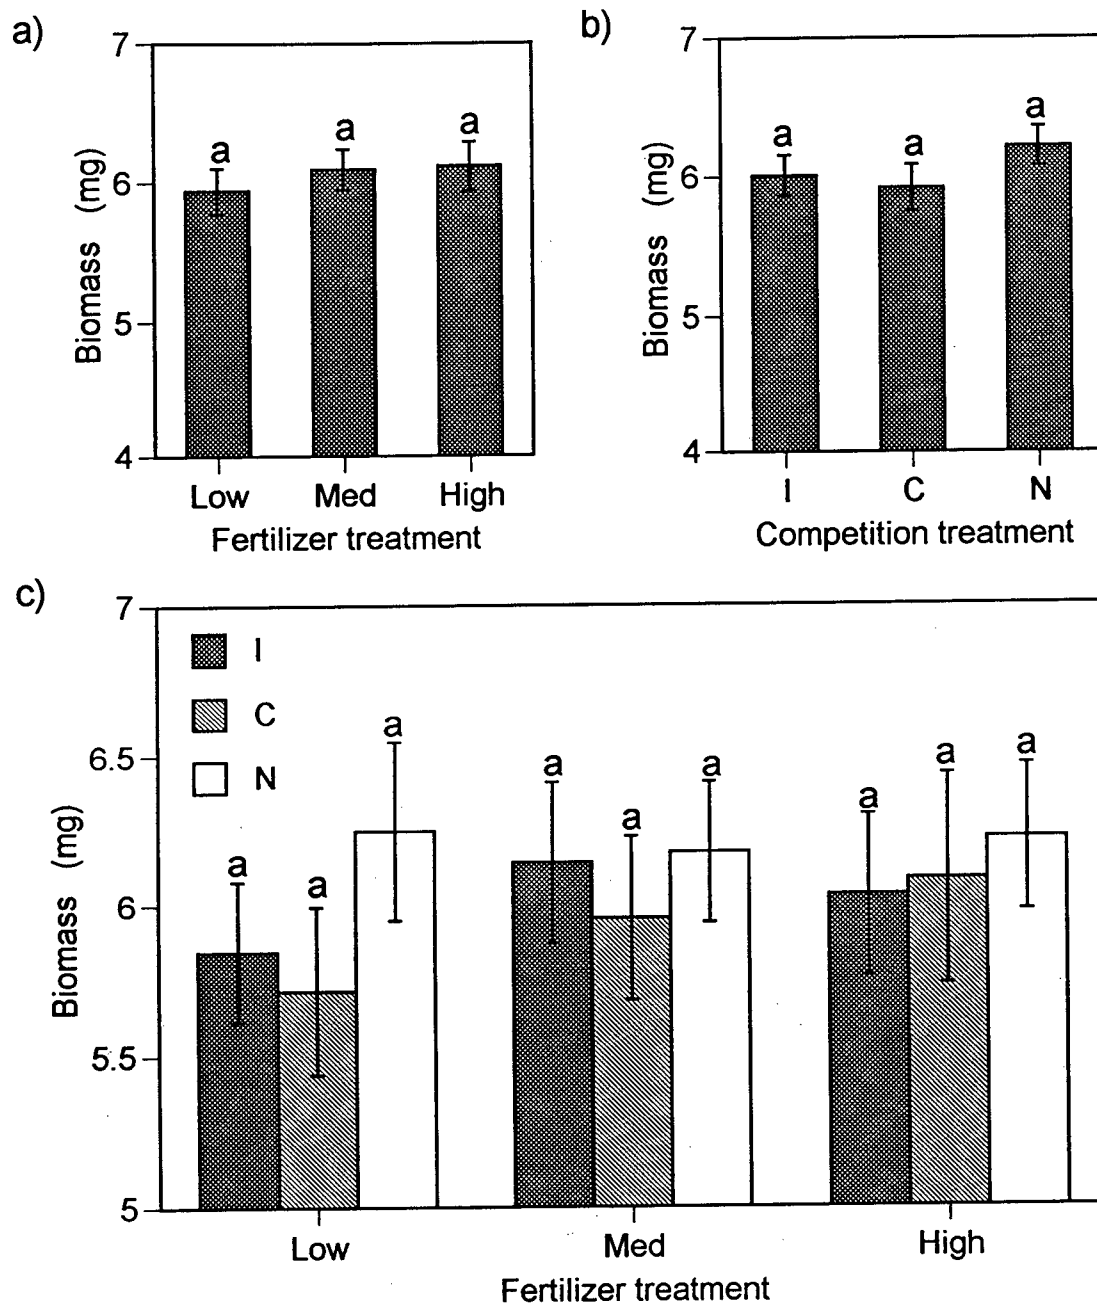 a)
7
6
5
4
Biomass (mg)
a a a
Low Med High
Fertilizer treatment
b)
7
6
5
4
Biomass (mg)
a a a
I C N
Competition treatment
c)
7
6.5
6
5.5
5
Biomass (mg)
I
C
N
a a a a a a a a a
Low Med High
Fertilizer treatment